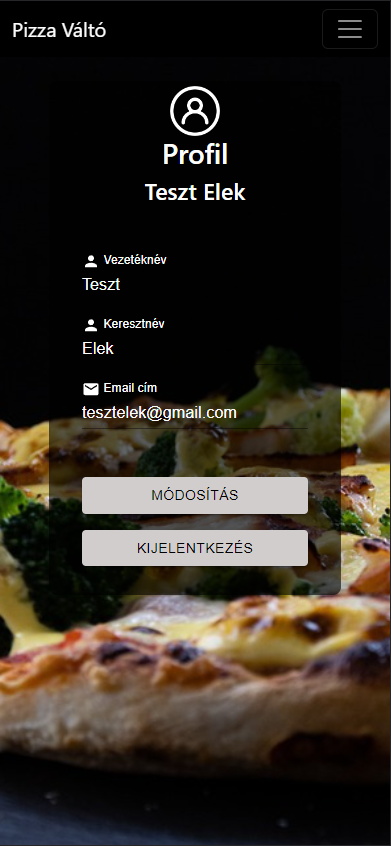 Pizza Váltó
Profil
Teszt Elek
Vezetéknév
Teszt
Keresztnév
Elek
Email cím
tesztelek@gmail.com
MÓDOSÍTÁS
KIJELENTKEZÉS